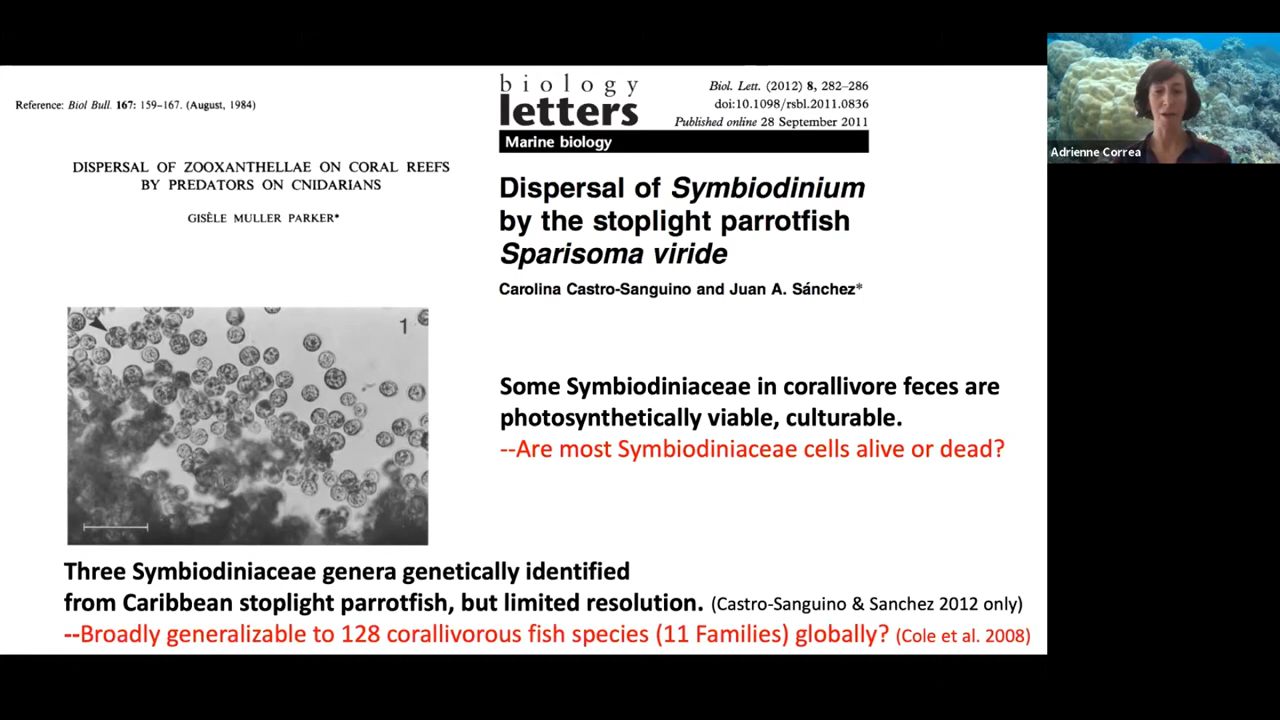 Reference: Biol Bull. 167: 159–167. (August, 1984)
DISPERSAL OF ZOOXANTHELLAE ON CORAL REEFS
BY PREDATORS ON CNIDARIANS
GISÈLE MULLER PARKER*
1
biology
letters
Marine biology
Biol. Lett. (2012) 8, 282–286
doi:10.1098/rsbl.2011.0836
Published online 28 September 2011
Dispersal of Symbiodinium
by the stoplight parrotfish
Sparisoma viride
Carolina Castro-Sanguino and Juan A. Sánchez*
Some Symbiodiniaceae in corallivore feces are
photosynthetically viable, culturable.
--Are most Symbiodiniaceae cells alive or dead?
Three Symbiodiniaceae genera genetically identified
from Caribbean stoplight parrotfish, but limited resolution. (Castro-Sanguino & Sanchez 2012 only)
--Broadly generalizable to 128 corallivorous fish species (11 Families) globally? (Cole et al. 2008)
Adrienne Correa